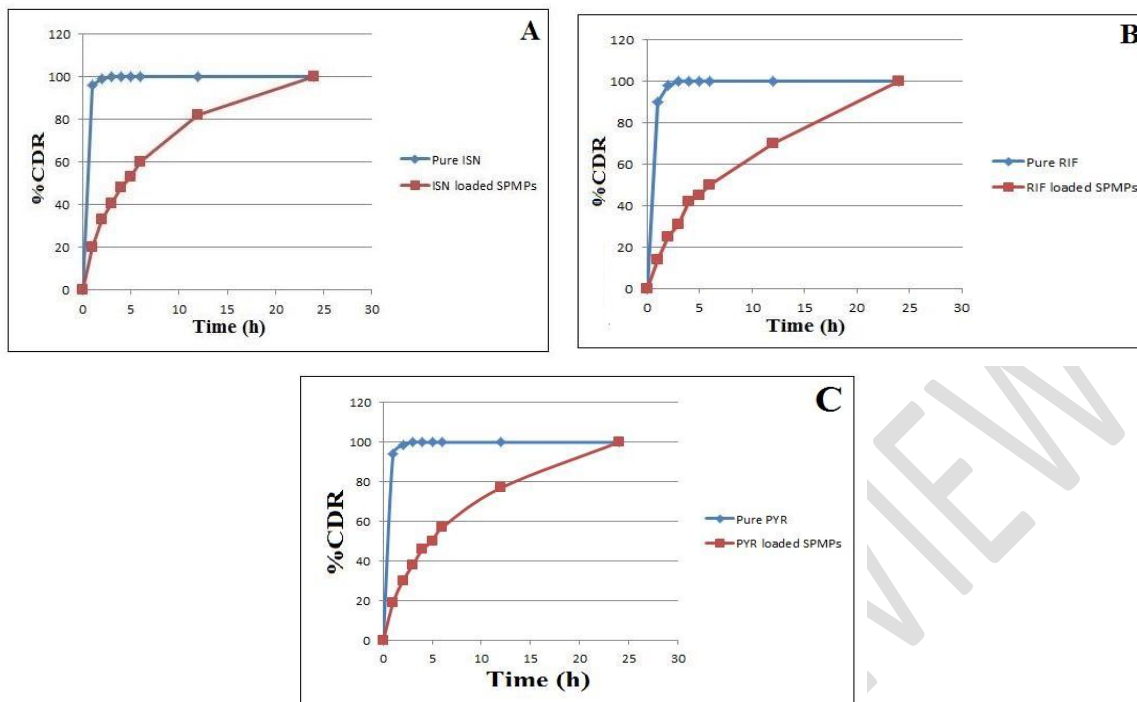 A
120
100
80
60
40
20
0
%CDR
0 5 10 15 20 25 30
Time (h)
Pure ISN
ISN loaded SPMPs
B
120
100
80
60
40
20
0
%CDR
0 5 10 15 20 25 30
Time (h)
Pure RIF
RIF loaded SPMPs
C
120
100
80
60
40
20
0
%CDR
0 5 10 15 20 25 30
Time (h)
Pure PYR
PYR loaded SPMPs
VIEW